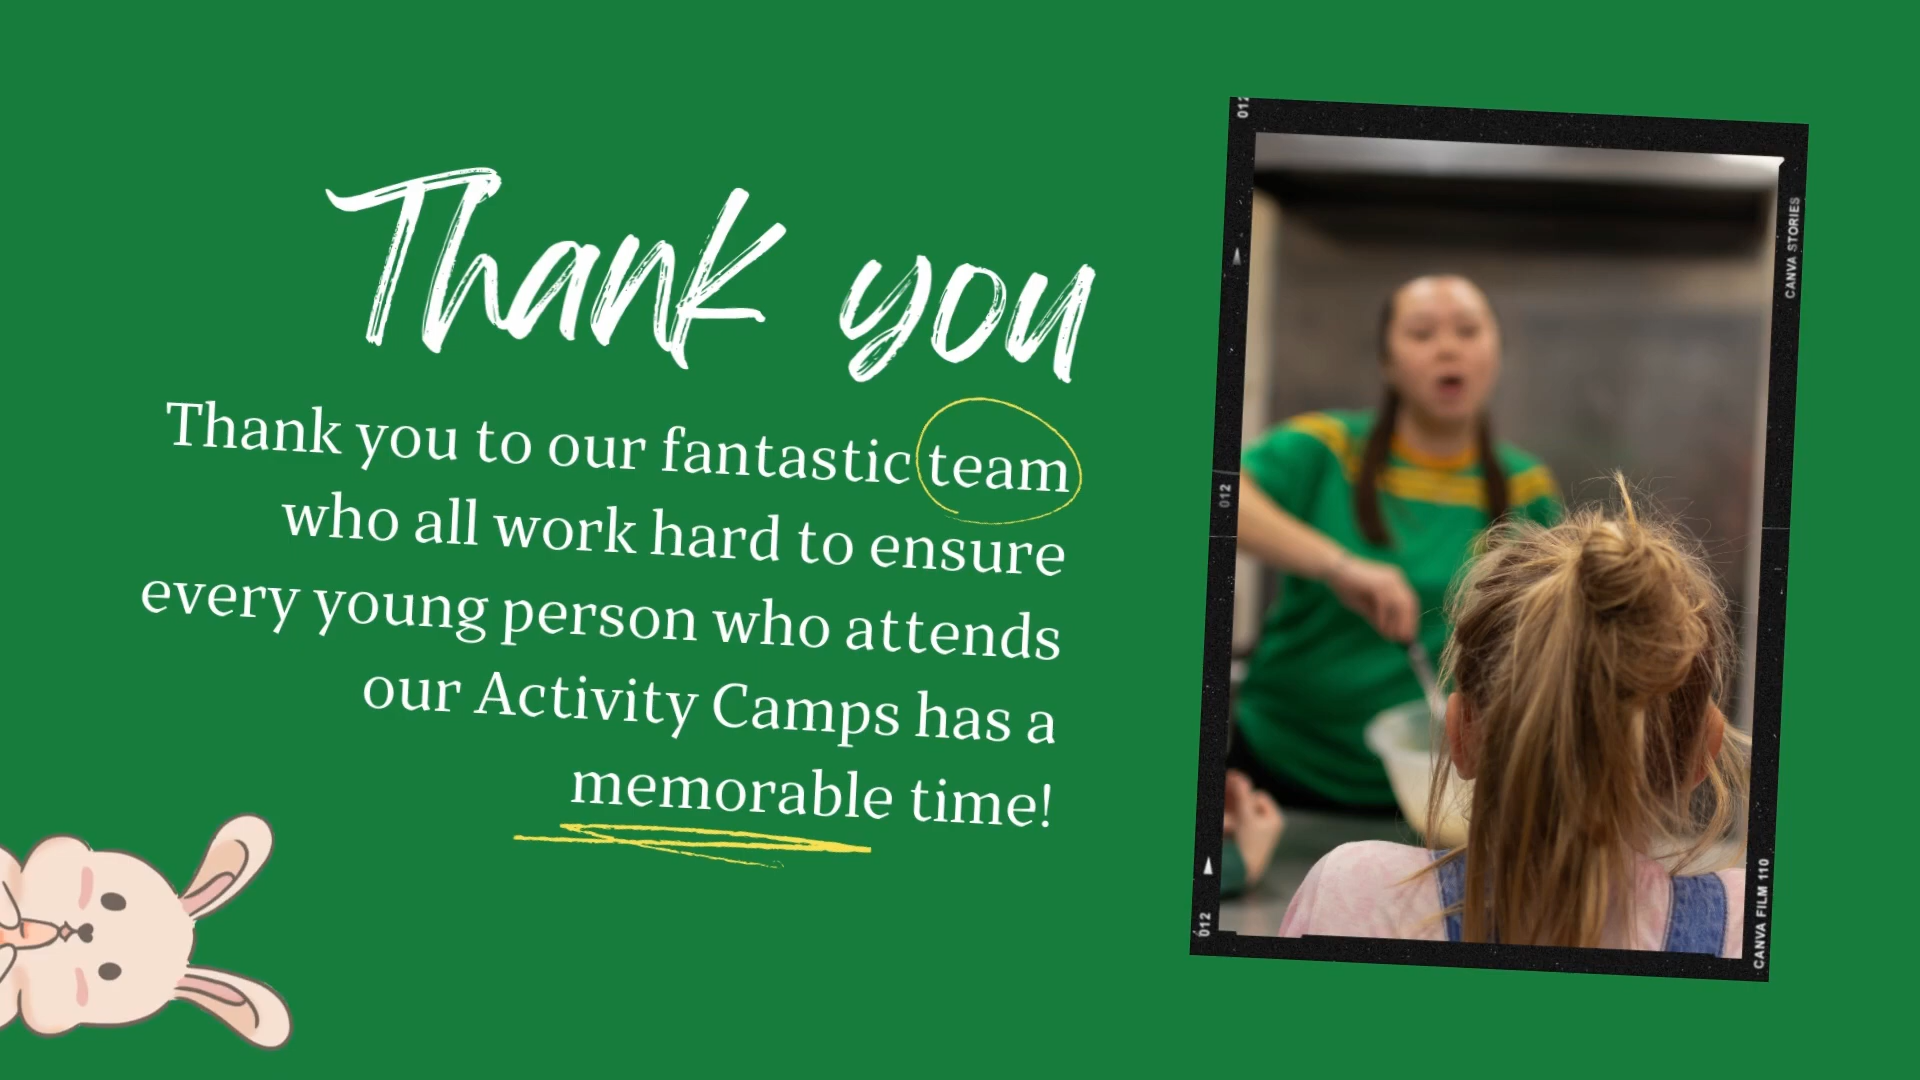 Thank you
Thank you to our fantastic team
who all work hard to ensure
every young person who attends
our Activity Camps has a
memorable time!
012
CANVA STORIES
012
012
CANVA FILM 110